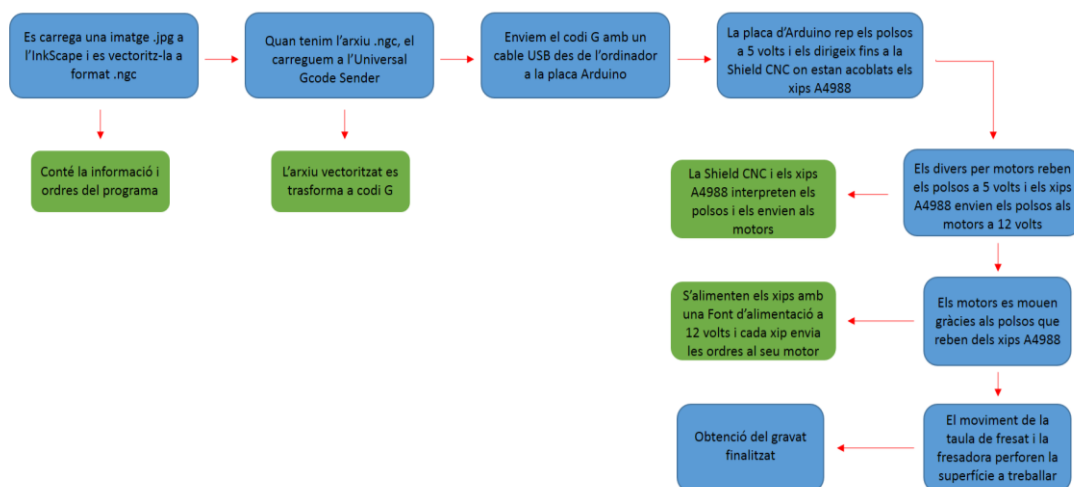 Es carrega una imatge .jpg a
l'InkScape i es vectoritz-la a
format .ngc
Quan tenim l'arxiu .ngc, el
carreguem a l'Universal
Gcode Sender
Enviem el codi G amb un
cable USB des de l'ordinador
a la placa Arduino
La placa d'Arduino rep els polsos
a 5 volts i els dirigeix fins a la
Shield CNC on estan acoblats els
xips A4988
Conté la informació i
ordres del programa
L'arxiu vectoritzat es
trasforma a codi G
La Shield CNC i els xips
A4988 interpreten els
polsos i els envien als
motors
Els divers per motors reben
els polsos a 5 volts i els xips
A4988 envien els polsos als
motors a 12 volts
S'alimenten els xips amb
una Font d'alimentació a
12 volts i cada xip envia
les ordres al seu motor
Els motors es mouen
gràcies als polsos que
reben dels xips A4988
Obtenció del gravat
finalitzat
El moviment de la
taula de fresat i la
fresadora perforen la
superfície a treballar